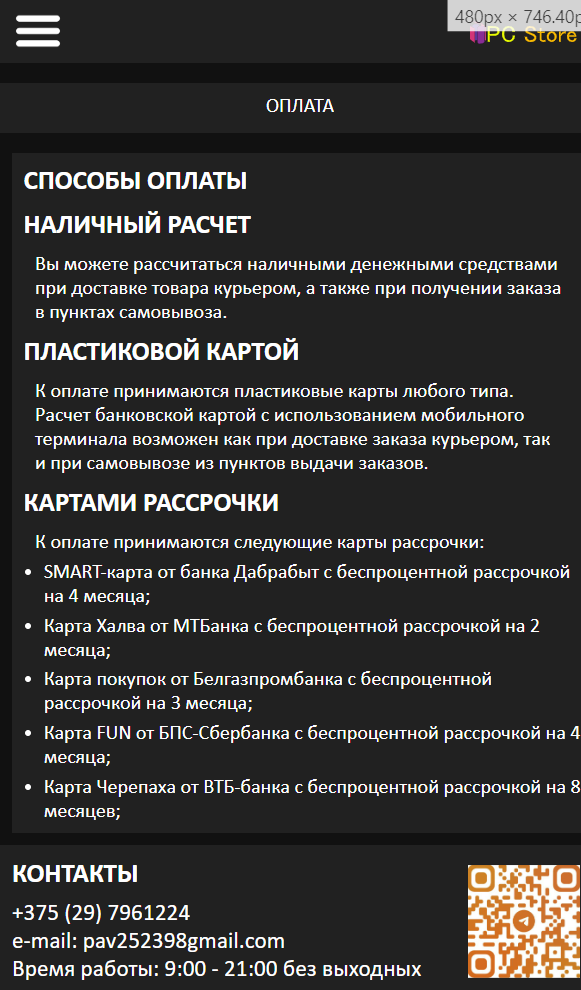 480px × 746.40p
PC Store
ОПЛАТА
СПОСОБЫ ОПЛАТЫ
НАЛИЧНЫЙ РАСЧЕТ
Вы можете рассчитаться наличными денежными средствами
при доставке товара курьером, а также при получении заказа
в пунктах самовывоза.
ПЛАСТИКОВОЙ КАРТОЙ
К оплате принимаются пластиковые карты любого типа.
Расчет банковской картой с использованием мобильного
терминала возможен как при доставке заказа курьером, так
и при самовывозе из пунктов выдачи заказов.
КАРТАМИ РАССРОЧКИ
К оплате принимаются следующие карты рассрочки:
• SMART-карта от банка Дабрабыт с беспроцентной рассрочкой
на 4 месяца;
• Карта Халва от МТБанка с беспроцентной рассрочкой на 2
месяца;
• Карта покупок от Белгазпромбанка с беспроцентной
рассрочкой на 3 месяца;
• Карта FUN от БПС-Сбербанка с беспроцентной рассрочкой на 4
месяца;
• Карта Черепаха от ВТБ-банка с беспроцентной рассрочкой на 8
месяцев;
КОНТАКТЫ
+375 (29) 7961224
e-mail: pav252398gmail.com
Время работы: 9:00 - 21:00 без выходных